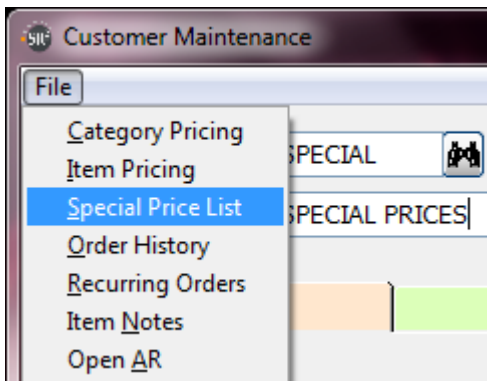 SIL Customer Maintenance
File
Category Pricing
Item Pricing
SPECIAL
Special Price List
SPECIAL PRICES
Order History
Recurring Orders
Item Notes
Open AR